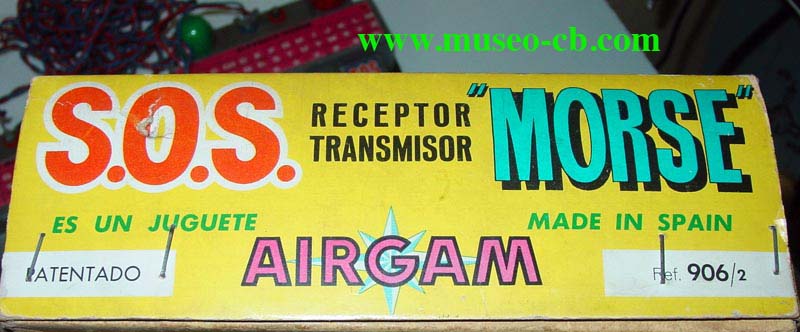 www.museo-cb.com
S.O.S. RECEPTOR TRANSMISOR "MORSE"
ES UN JUGUETE MADE IN SPAIN
PATENTADO AIRGAM Ref. 906/2